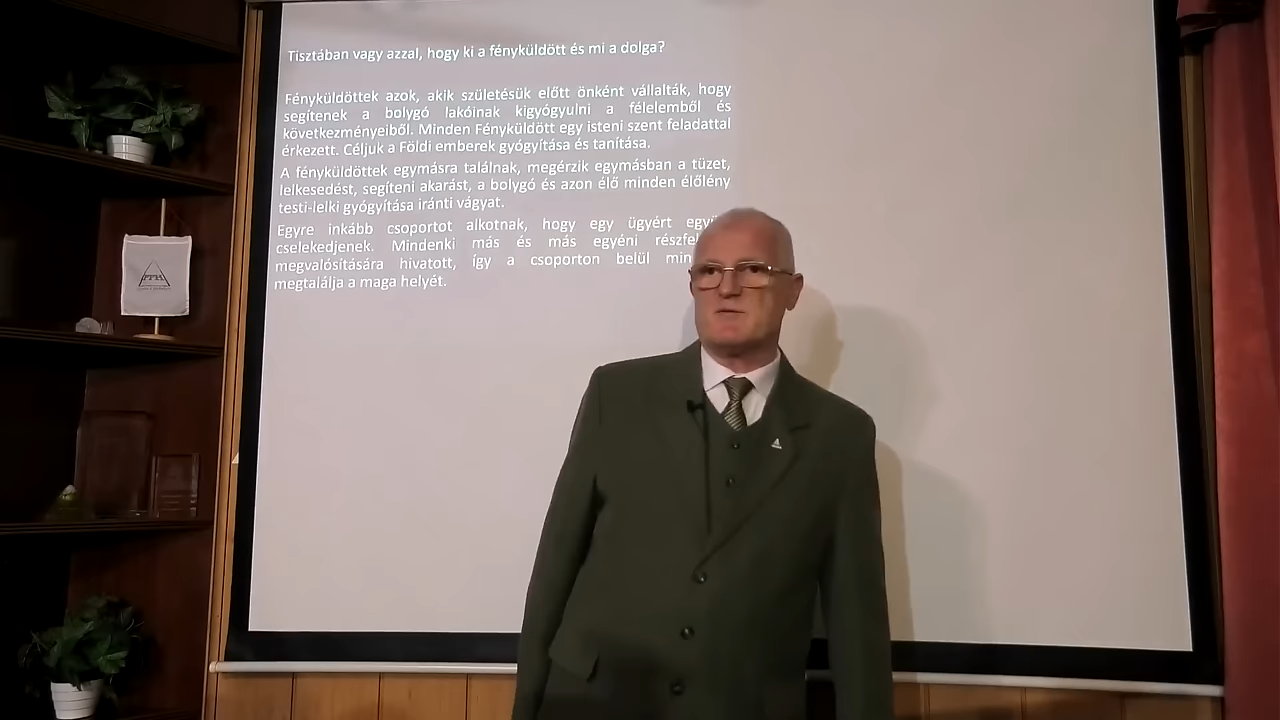 Tisztában vagy azzal, hogy ki a fényküldött és mi a dolga?
Fényküldöttek azok, akik születésük előtt önként vállalták, hogy
segítenek a bolygó lakóinak kigyógyulni a félelemből és
következményeiből. Minden Fényküldött egy isteni szent feladattal
érkezett. Céljuk a Földi emberek gyógyítása és tanítása.
A fényküldöttek egymásra találnak, megérzik egymásban a tüzet,
lelkesedést, segíteni akarást, a bolygó és azon élő minden élőlény
testi-lelki gyógyítása iránti vágyat.
Egyre inkább csoportot alkotnak, hogy egy ügyért
cselekedjenek. Mindenki más és más egyéni
megvalósítására hivatott, így a csoporton belül
megtalálja a maga helyét.